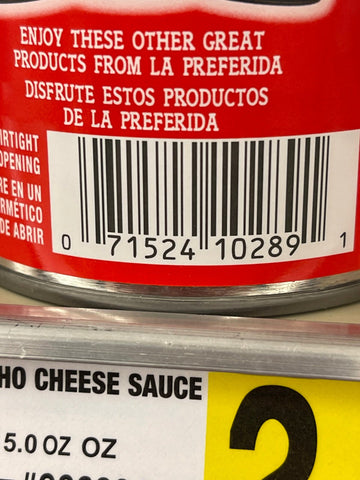 ENJOY THESE OTHER GREAT
PRODUCTS FROM LA PREFERIDA
DISFRUTE ESTOS PRODUCTOS
DE LA PREFERIDA
OPENING
RE EN UN
RMÉTICO
DE ABRIR
0 71524 10289 1
HO CHEESE SAUCE
5.0 OZ OZ
2